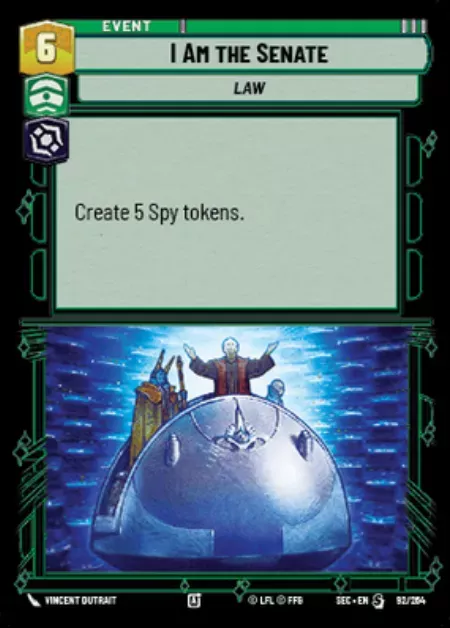 EVENT
6
I AM THE SENATE
LAW
Create 5 Spy tokens.
VINCENT DUTRAIT
A
© LFL © FFG
SEC • EN
92/264